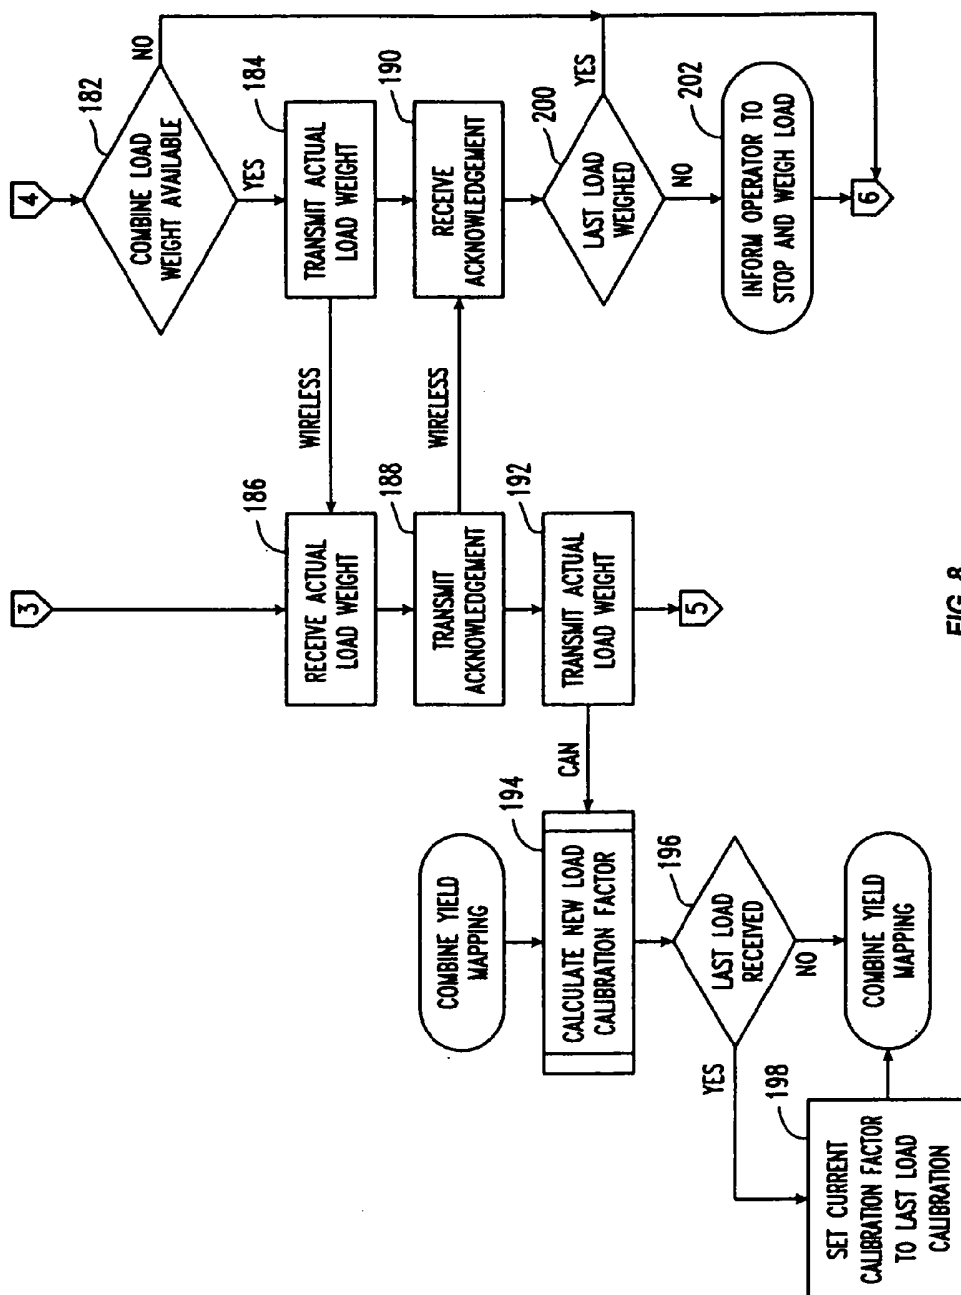 4
COMBINE LOAD
WEIGHT AVAILABLE
182
NO
YES
TRANSMIT ACTUAL
LOAD WEIGHT
184
WIRELESS
RECEIVE
ACKNOWLEDGEMENT
190
WIRELESS
LAST LOAD
WEIGHED
200
YES
NO
INFORM OPERATOR TO
STOP AND WEIGH LOAD
202
6
3
RECEIVE ACTUAL
LOAD WEIGHT
186
TRANSMIT
ACKNOWLEDGEMENT
188
TRANSMIT ACTUAL
LOAD WEIGHT
192
5
CAN
COMBINE YIELD
MAPPING
CALCULATE NEW LOAD
CALIBRATION FACTOR
194
LAST LOAD
RECEIVED
196
YES
NO
SET CURRENT
CALIBRATION FACTOR
TO LAST LOAD
CALIBRATION
198
COMBINE YIELD
MAPPING
FIG. 8